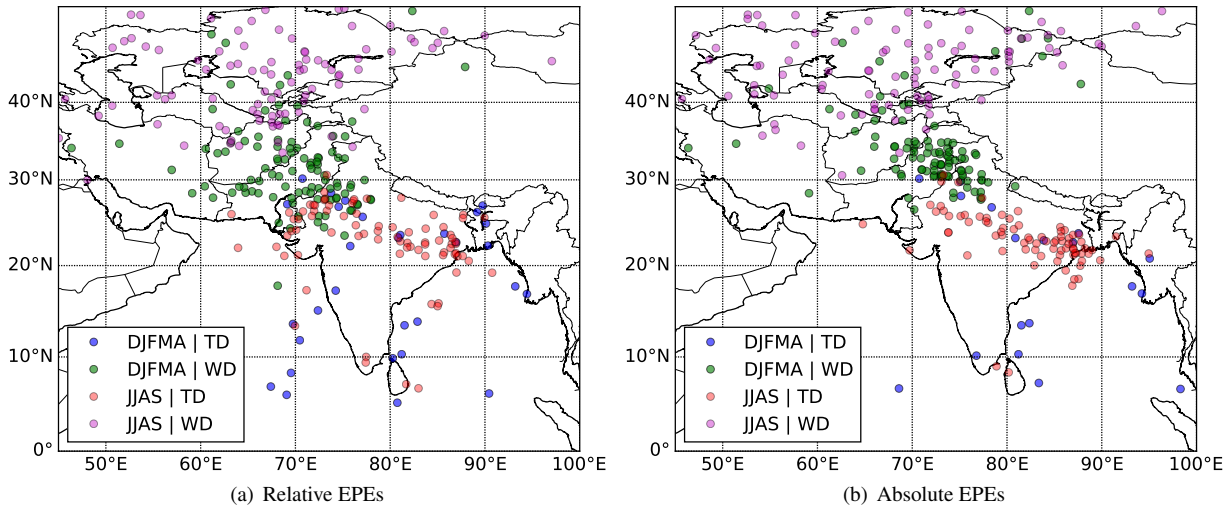 40°N
30°N
20°N
10°N
0°
50°E 60°E 70°E 80°E 90°E 100°E
DJFMA | TD
DJFMA | WD
JJAS | TD
JJAS | WD
(a) Relative EPEs
40°N
30°N
20°N
10°N
0°
50°E 60°E 70°E 80°E 90°E 100°E
DJFMA | TD
DJFMA | WD
JJAS | TD
JJAS | WD
(b) Absolute EPEs